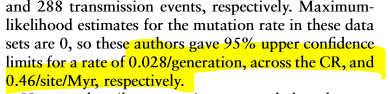 and 288 transmission events, respectively. Maximum-
likelihood estimates for the mutation rate in these data
sets are 0, so these authors gave 95% upper confidence
limits for a rate of 0.028/generation, across the CR, and
0.46/site/Myr, respectively.